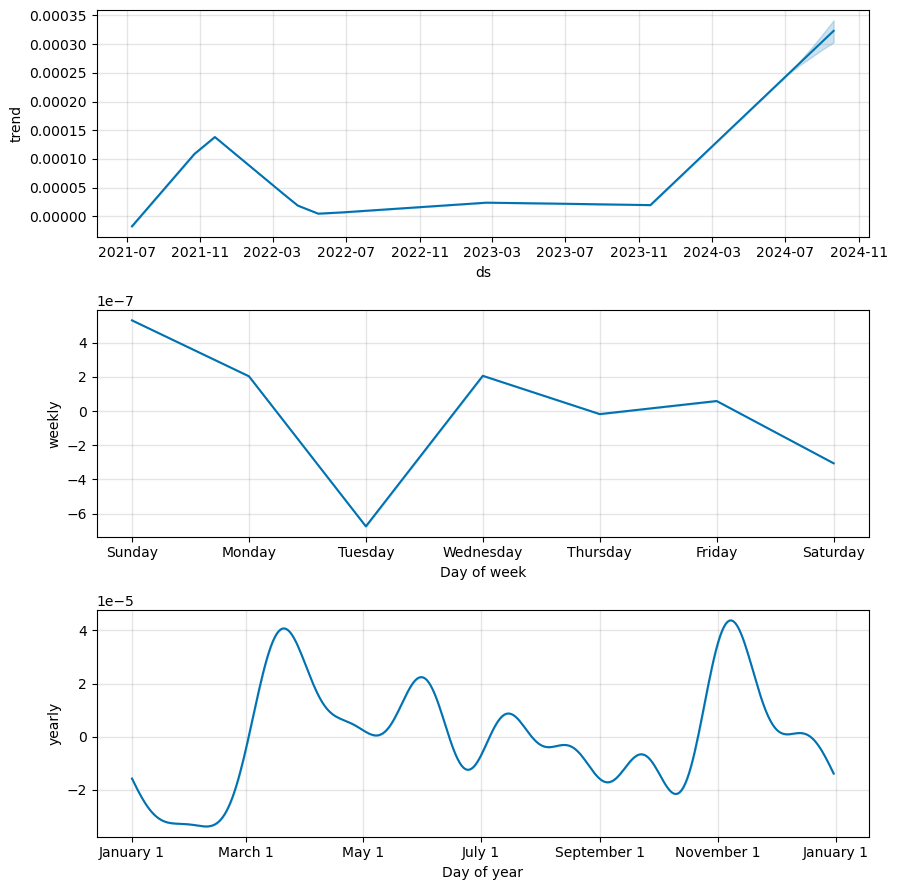 0.00035
0.00030
0.00025
0.00020
0.00015
0.00010
0.00005
0.00000
trend
2021-07 2021-11 2022-03 2022-07 2022-11 2023-03 2023-07 2023-11 2024-03 2024-07 2024-11
ds
1e−7
4
2
0
−2
−4
−6
weekly
Sunday Monday Tuesday Wednesday Thursday Friday Saturday
Day of week
1e−5
4
2
0
−2
yearly
January 1 March 1 May 1 July 1 September 1 November 1 January 1
Day of year